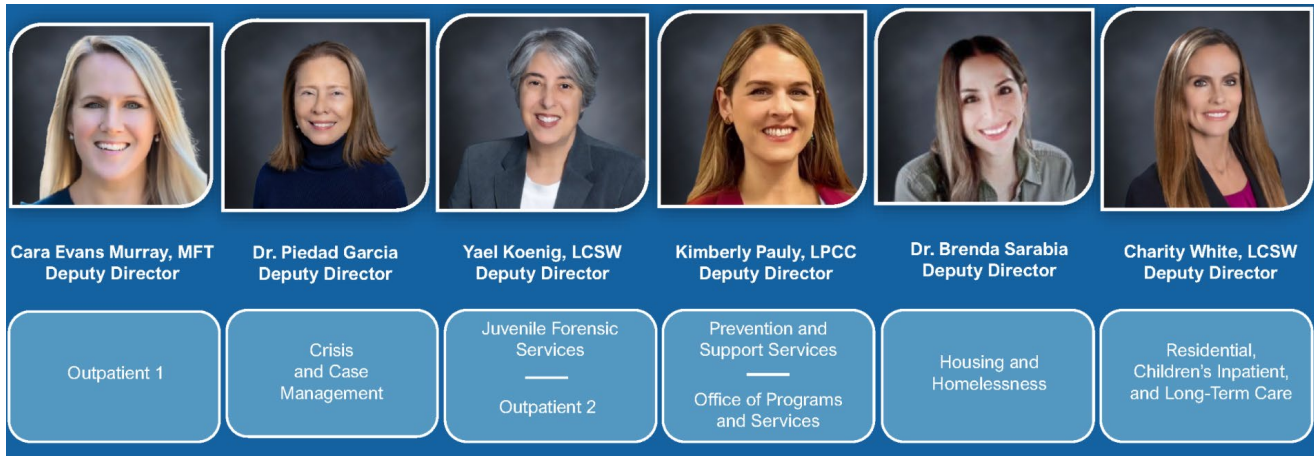 Cara Evans Murray, MFT
Deputy Director
Dr. Piedad Garcia
Deputy Director
Yael Koenig, LCSW
Deputy Director
Kimberly Pauly, LPCC
Deputy Director
Dr. Brenda Sarabia
Deputy Director
Charity White, LCSW
Deputy Director
Outpatient 1
Crisis
and Case
Management
Juvenile Forensic
Services
Outpatient 2
Prevention and
Support Services
Office of Programs
and Services
Housing and
Homelessness
Residential,
Children's Inpatient,
and Long-Term Care